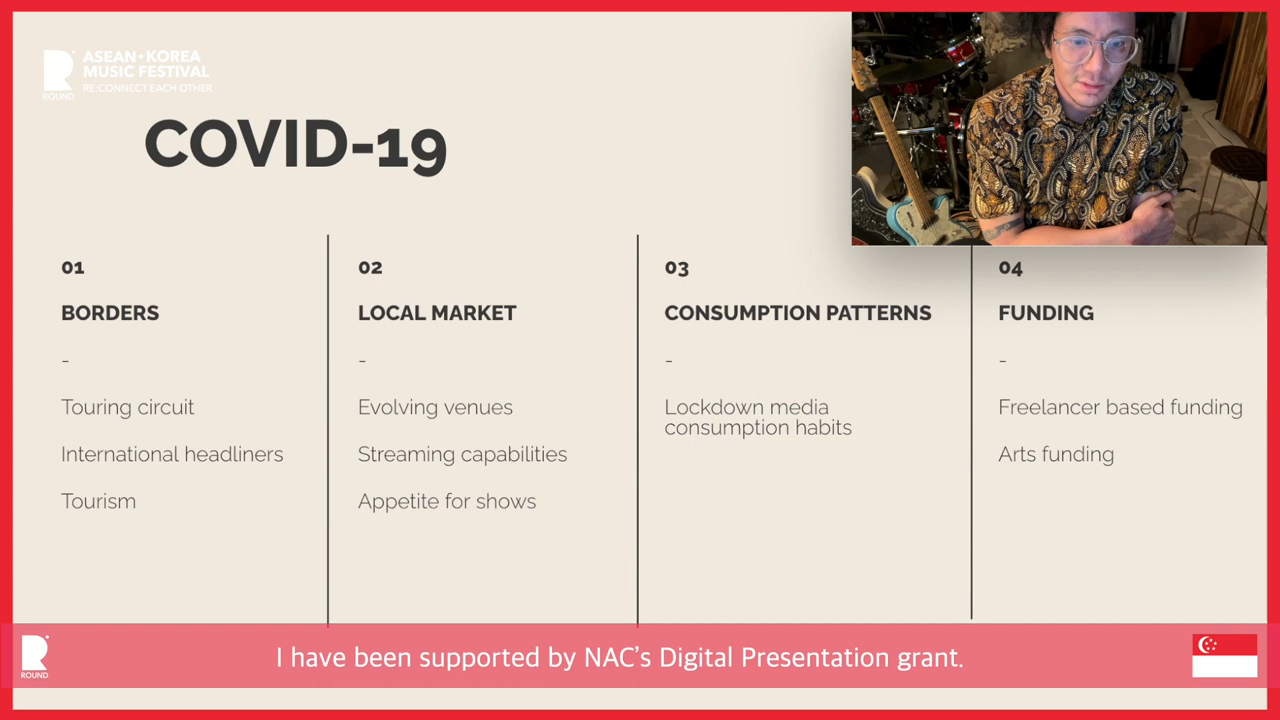 ASEAN•KOREA
MUSIC FESTIVAL
RE:CONNECT EACH OTHER
ROUND
COVID-19
01
BORDERS
-
Touring circuit
International headliners
Tourism
02
LOCAL MARKET
-
Evolving venues
Streaming capabilities
Appetite for shows
03
CONSUMPTION PATTERNS
-
Lockdown media
consumption habits
04
FUNDING
-
Freelancer based funding
Arts funding
ROUND
I have been supported by NAC’s Digital Presentation grant.